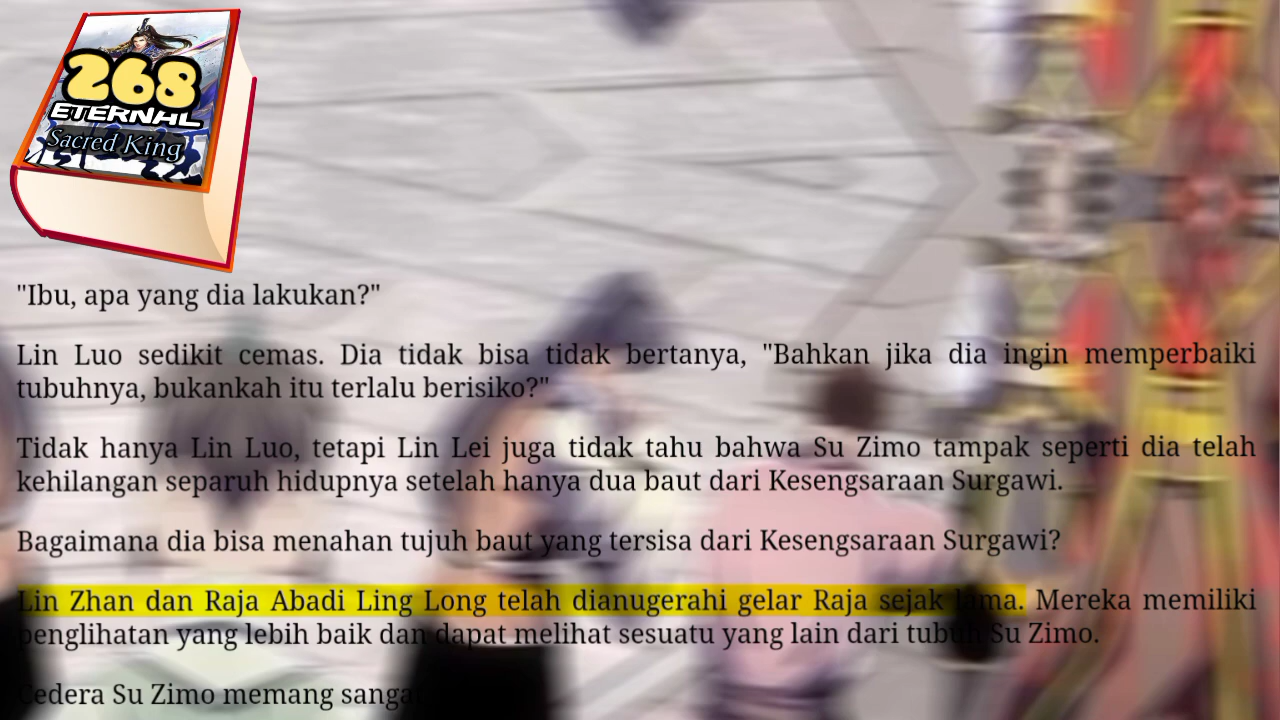 268
ETERNAL
Sacred King
"Ibu, apa yang dia lakukan?"
Lin Luo sedikit cemas. Dia tidak bisa tidak bertanya, "Bahkan jika dia ingin memperbaiki
tubuhnya, bukankah itu terlalu berisiko?"
Tidak hanya Lin Luo, tetapi Lin Lei juga tidak tahu bahwa Su Zimo tampak seperti dia telah
kehilangan separuh hidupnya setelah hanya dua baut dari Kesengsaraan Surgawi.
Bagaimana dia bisa menahan tujuh baut yang tersisa dari Kesengsaraan Surgawi?
Lin Zhan dan Raja Abadi Ling Long telah dianugerahi gelar Raja sejak lama. Mereka memiliki
penglihatan yang lebih baik dan dapat melihat sesuatu yang lain dari tubuh Su Zimo.
Cedera Su Zimo memang sangat